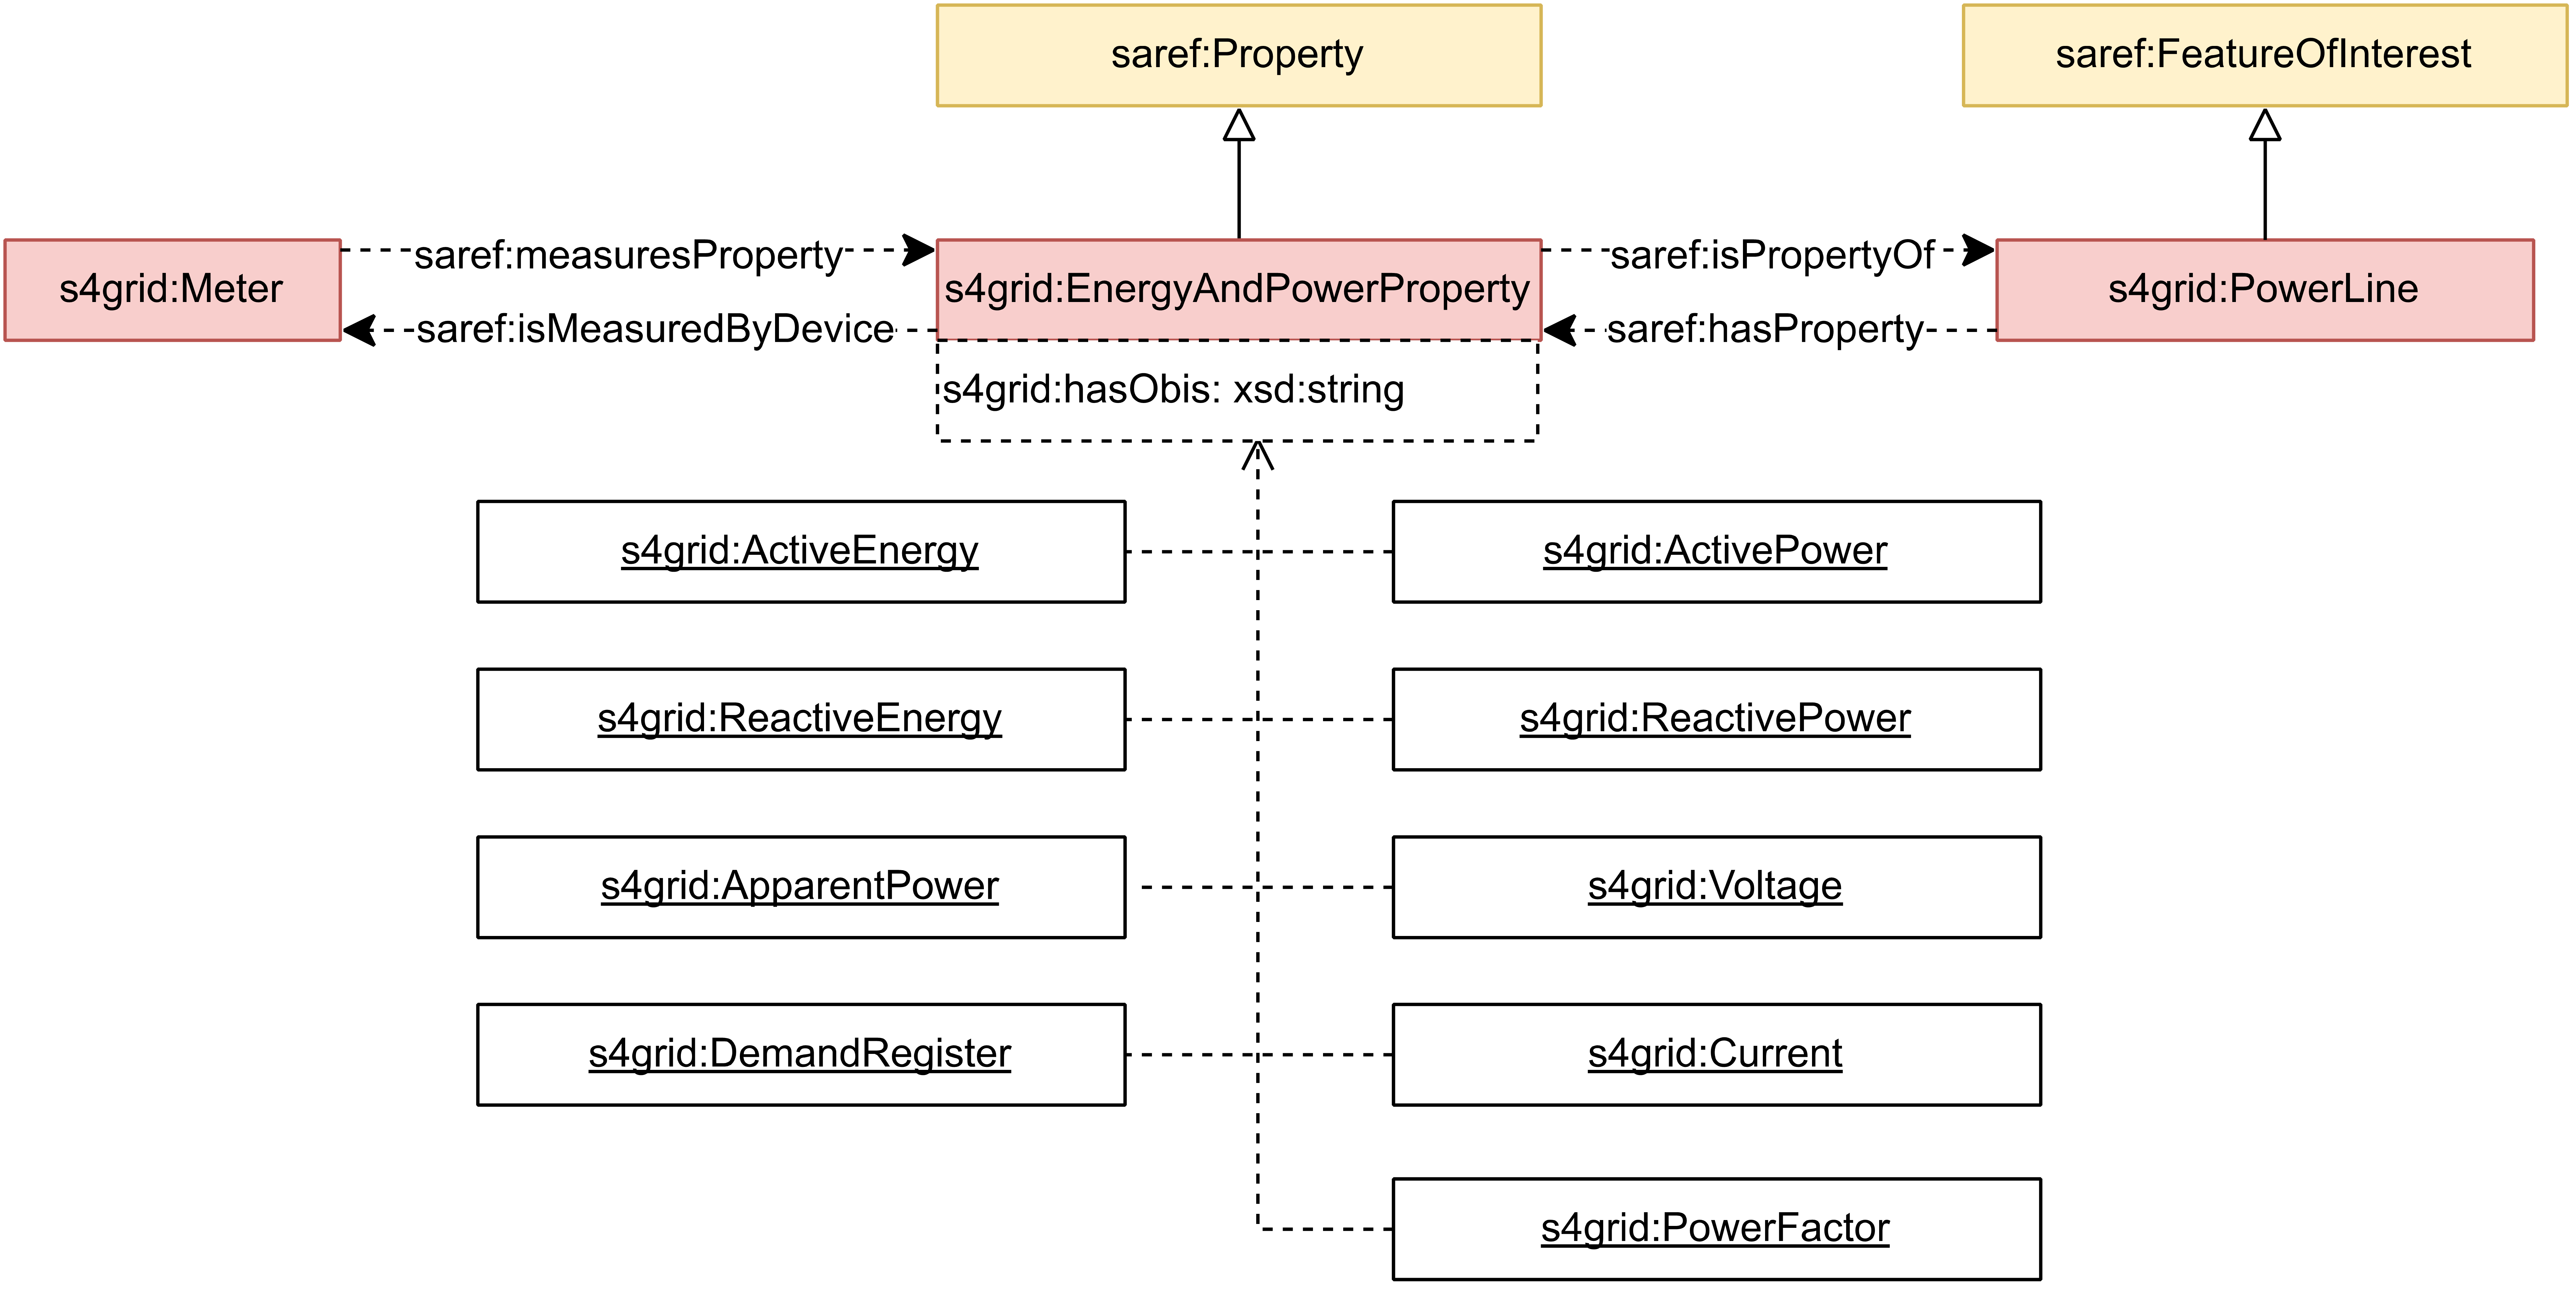 saref:Property
saref:FeatureOfInterest
s4grid:Meter
saref:measuresProperty
saref:isMeasuredByDevice
s4grid:EnergyAndPowerProperty
s4grid:hasObis: xsd:string
saref:isPropertyOf
saref:hasProperty
s4grid:PowerLine
s4grid:ActiveEnergy
s4grid:ActivePower
s4grid:ReactiveEnergy
s4grid:ReactivePower
s4grid:ApparentPower
s4grid:Voltage
s4grid:DemandRegister
s4grid:Current
s4grid:PowerFactor